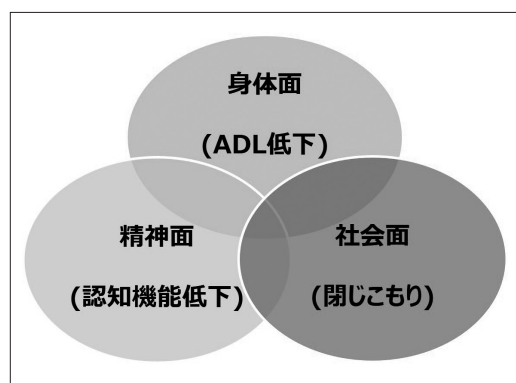 身体面
(ADL低下)
精神面
(認知機能低下)
社会面
(閉じこもり)